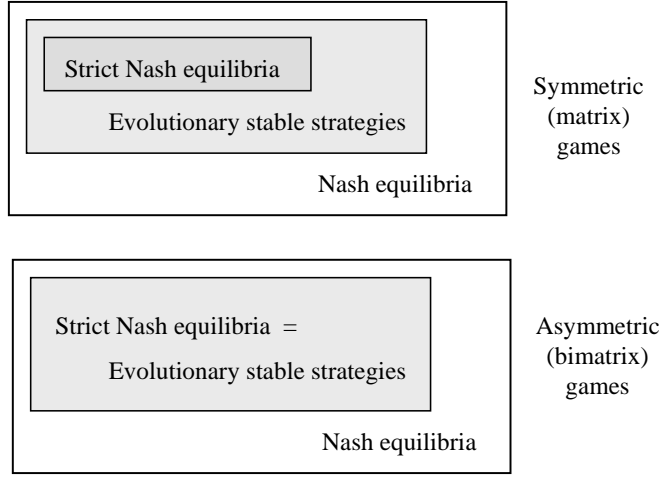 Strict Nash equilibria
Evolutionary stable strategies
Nash equilibria
Symmetric
(matrix)
games
Strict Nash equilibria =
Evolutionary stable strategies
Nash equilibria
Asymmetric
(bimatrix)
games